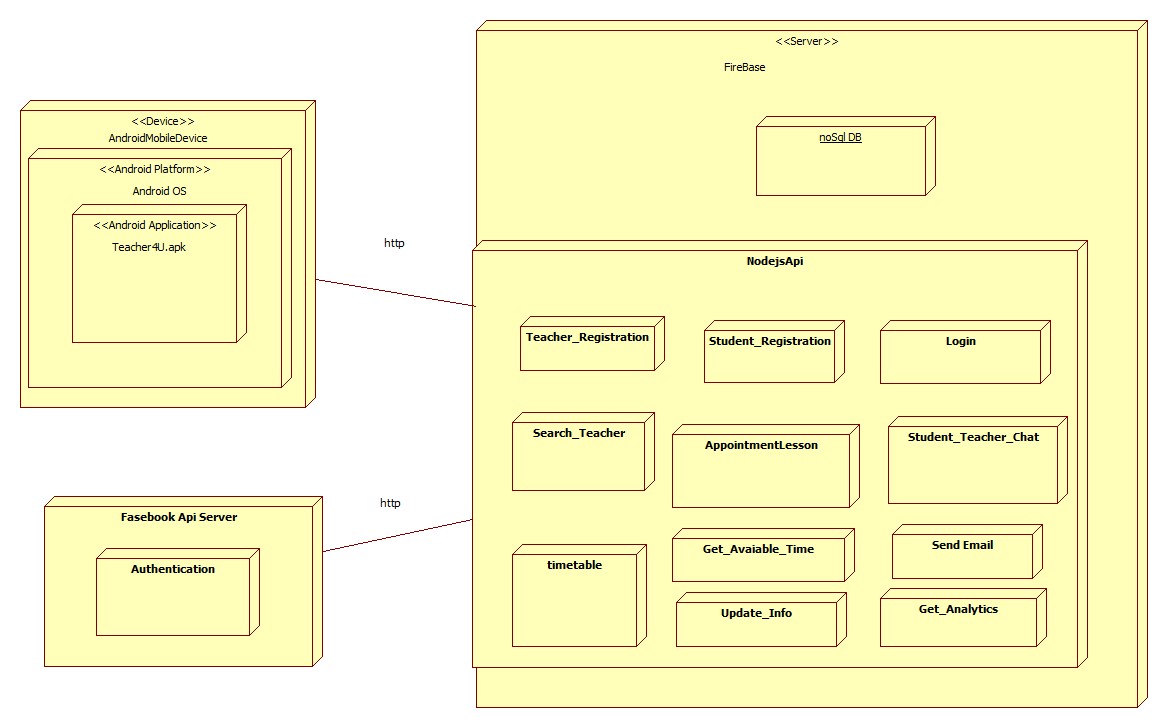 <<Server>>
FireBase
noSql DB
<<Device>>
AndroidMobileDevice
<<Android Platform>>
Android OS
<<Android Application>>
Teacher4U.apk
http
NodejsApi
Teacher_Registration
Student_Registration
Login
Search_Teacher
AppointmentLesson
Student_Teacher_Chat
http
Fasebook Api Server
Authentication
timetable
Get_Avaiable_Time
Send Email
Update_Info
Get_Analytics